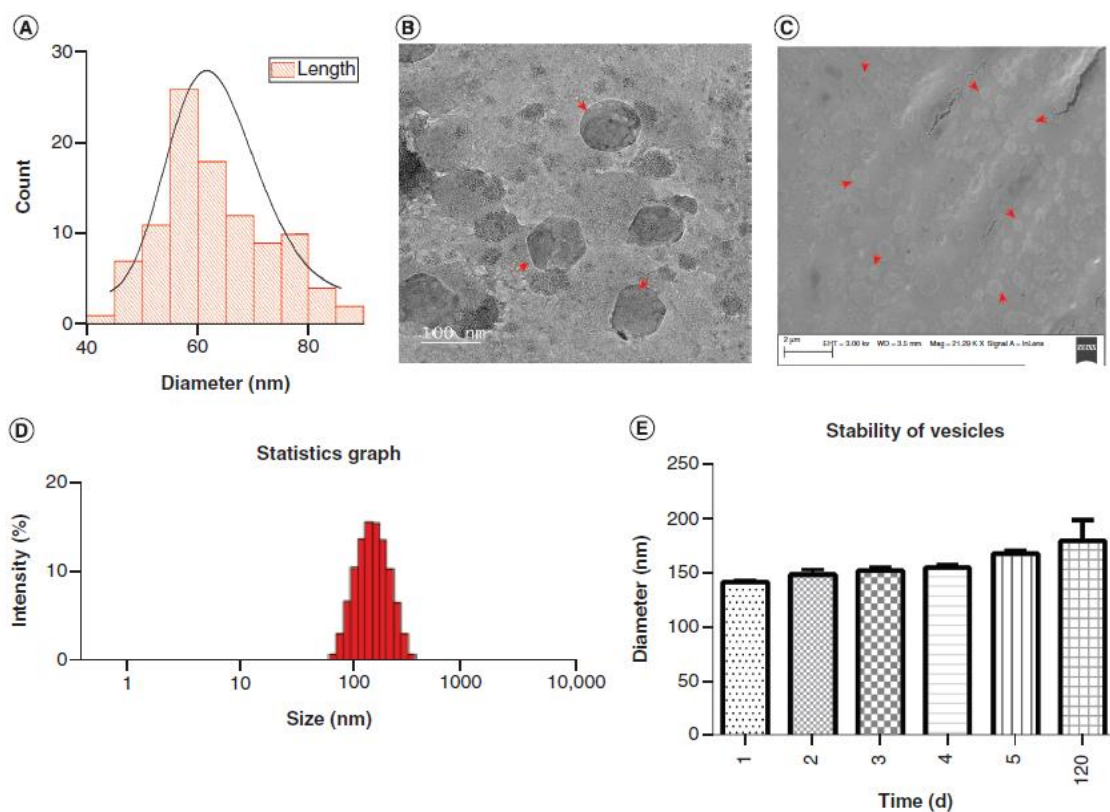 A
30
20
10
0
Count
Length
40 60 80
Diameter (nm)
B
100 nm
C
2 µm
EHT = 3.00 kv WD = 3.5 mm Mag = 21.29 K X Signal A = InLens
ZEISS
D
Statistics graph
20
10
0
Intensity (%)
1 10 100 1000 10,000
Size (nm)
E
Stability of vesicles
250
200
150
100
50
0
Diameter (nm)
1 2 3 4 5 120
Time (d)